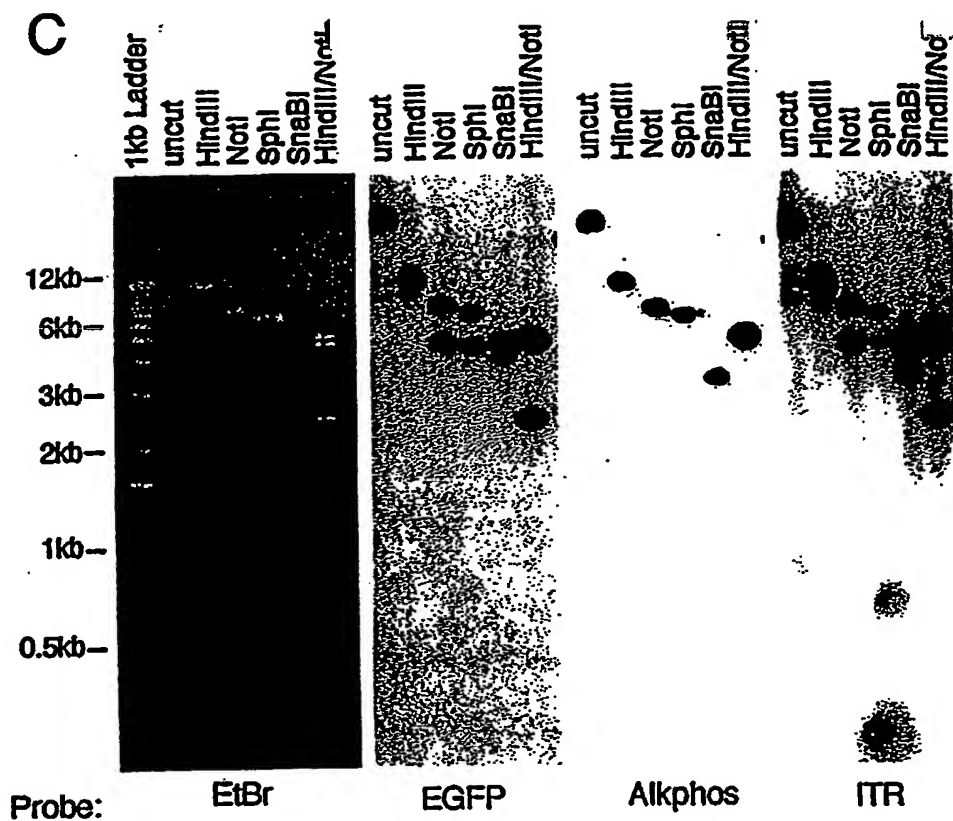 C
1kb Ladder
uncut
HindIII
NotI
SphI
SnaBI
HindIII/NotI
uncut
HindIII
NotI
SphI
SnaBI
HindIII/NotI
uncut
HindIII
NotI
SphI
SnaBI
HindIII/NotI
uncut
HindIII
NotI
SphI
SnaBI
HindIII/No
12kb
6kb
3kb
2kb
1kb
0.5kb
Probe: EtBr EGFP Alkphos ITR